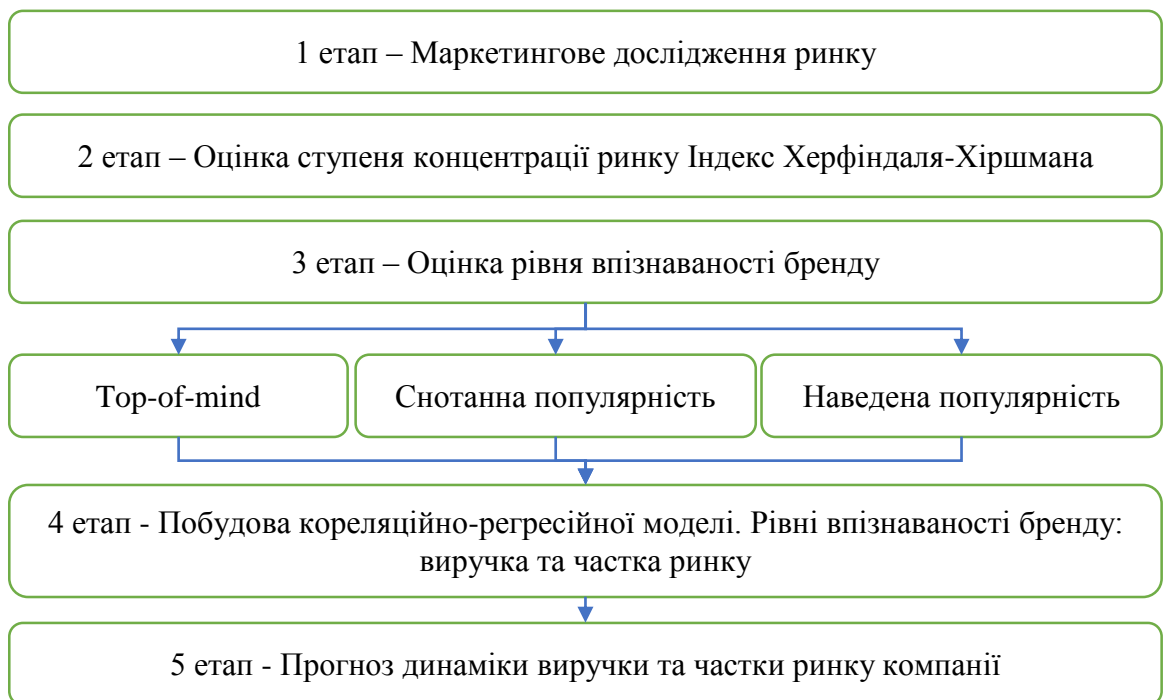 1 етап – Маркетингове дослідження ринку
2 етап – Оцінка ступеня концентрації ринку Індекс Херфіндаля-Хіршмана
3 етап – Оцінка рівня впізнаваності бренду
Top-of-mind
Снотанна популярність
Наведена популярність
4 етап - Побудова кореляційно-регресійної моделі. Рівні впізнаваності бренду:
виручка та частка ринку
5 етап - Прогноз динаміки виручки та частки ринку компанії